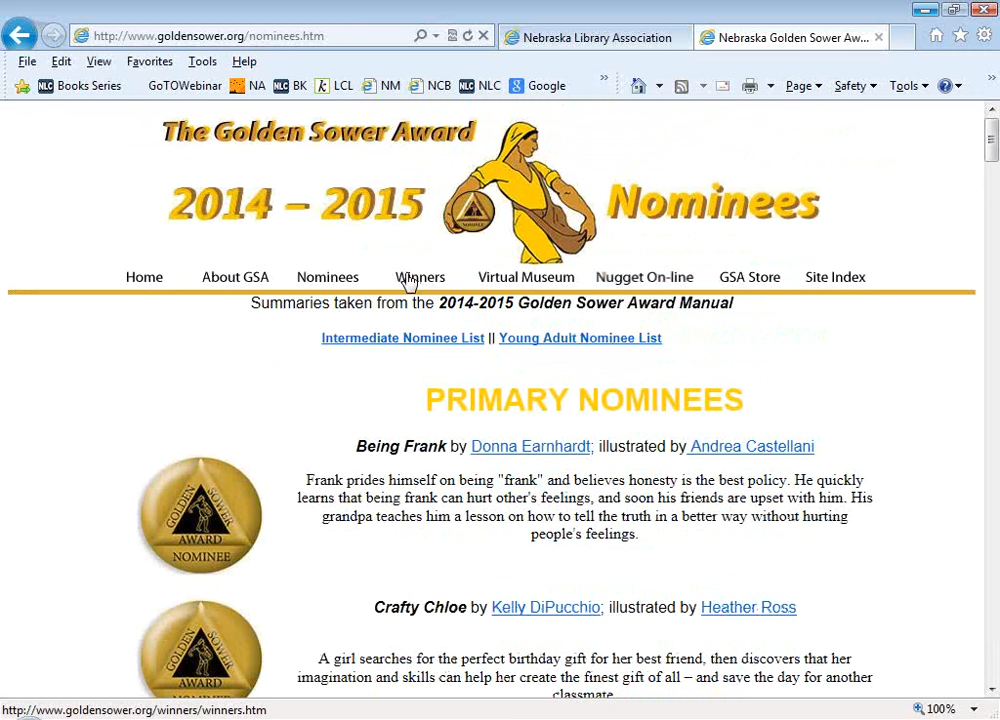 http://www.goldensower.org/nominees.htm
Nebraska Library Association
Nebraska Golden Sower Aw...
File Edit View Favorites Tools Help
NLC Books Series GoTOWebinar NA NLC BK k LCL NM NCB NLC NLC g Google
Page Safety Tools
The Golden Sower Award
2014 – 2015 Nominees
NOMINEE
Home About GSA Nominees Winners Virtual Museum Nugget On-line GSA Store Site Index
Summaries taken from the 2014-2015 Golden Sower Award Manual
Intermediate Nominee List || Young Adult Nominee List
PRIMARY NOMINEES
Being Frank by Donna Earnhardt; illustrated by Andrea Castellani
Frank prides himself on being "frank" and believes honesty is the best policy. He quickly
learns that being frank can hurt other's feelings, and soon his friends are upset with him. His
grandpa teaches him a lesson on how to tell the truth in a better way without hurting
people's feelings.
GOLDEN SOWER
AWARD
NOMINEE
Crafty Chloe by Kelly DiPucchio; illustrated by Heather Ross
A girl searches for the perfect birthday gift for her best friend, then discovers that her
imagination and skills can help her create the finest gift of all – and save the day for another
classmate
GOLDEN SOWER
AWARD
NOMINEE
http://www.goldensower.org/winners/winners.htm
100%